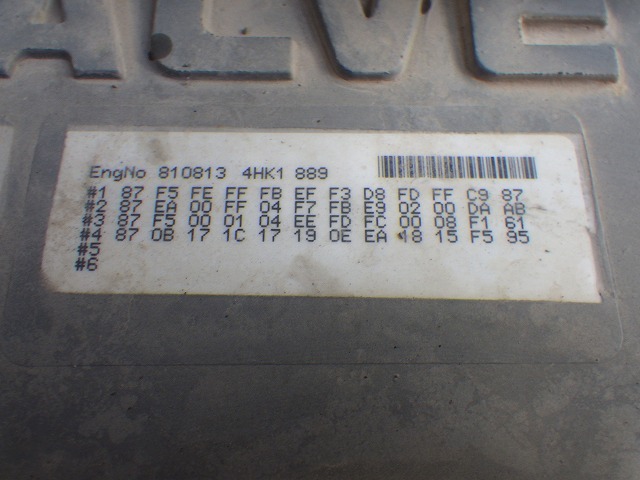 ALVE
EngNo 810813 4HK1 889
#1 87 F5 FE FF FB EF F3 D8 FD FF C9 87
#2 87 EA 00 FF 04 F7 FB E9 02 00 DA AB
#3 87 F5 00 01 04 EE FD FC 00 08 F1 61
#4 87 0B 17 1C 17 19 0E EA 18 15 F5 95
#5
#6